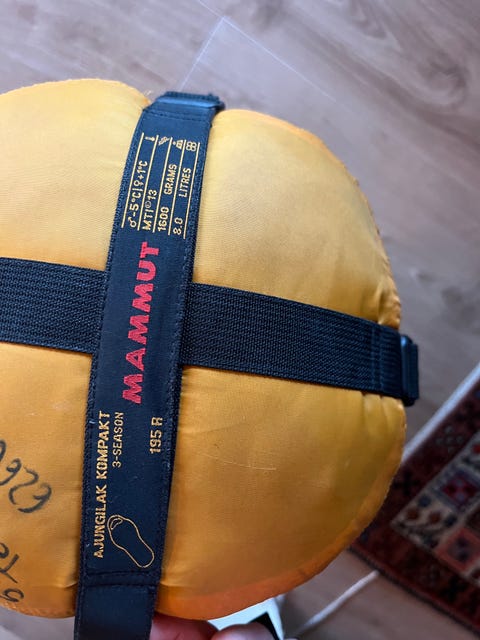 ♂-5°C|♀+1°C
MTI®13
1600 GRAMS
8.0 LITRES
MAMMUT
AJUNGILAK KOMPAKT
3-SEASON
195 R